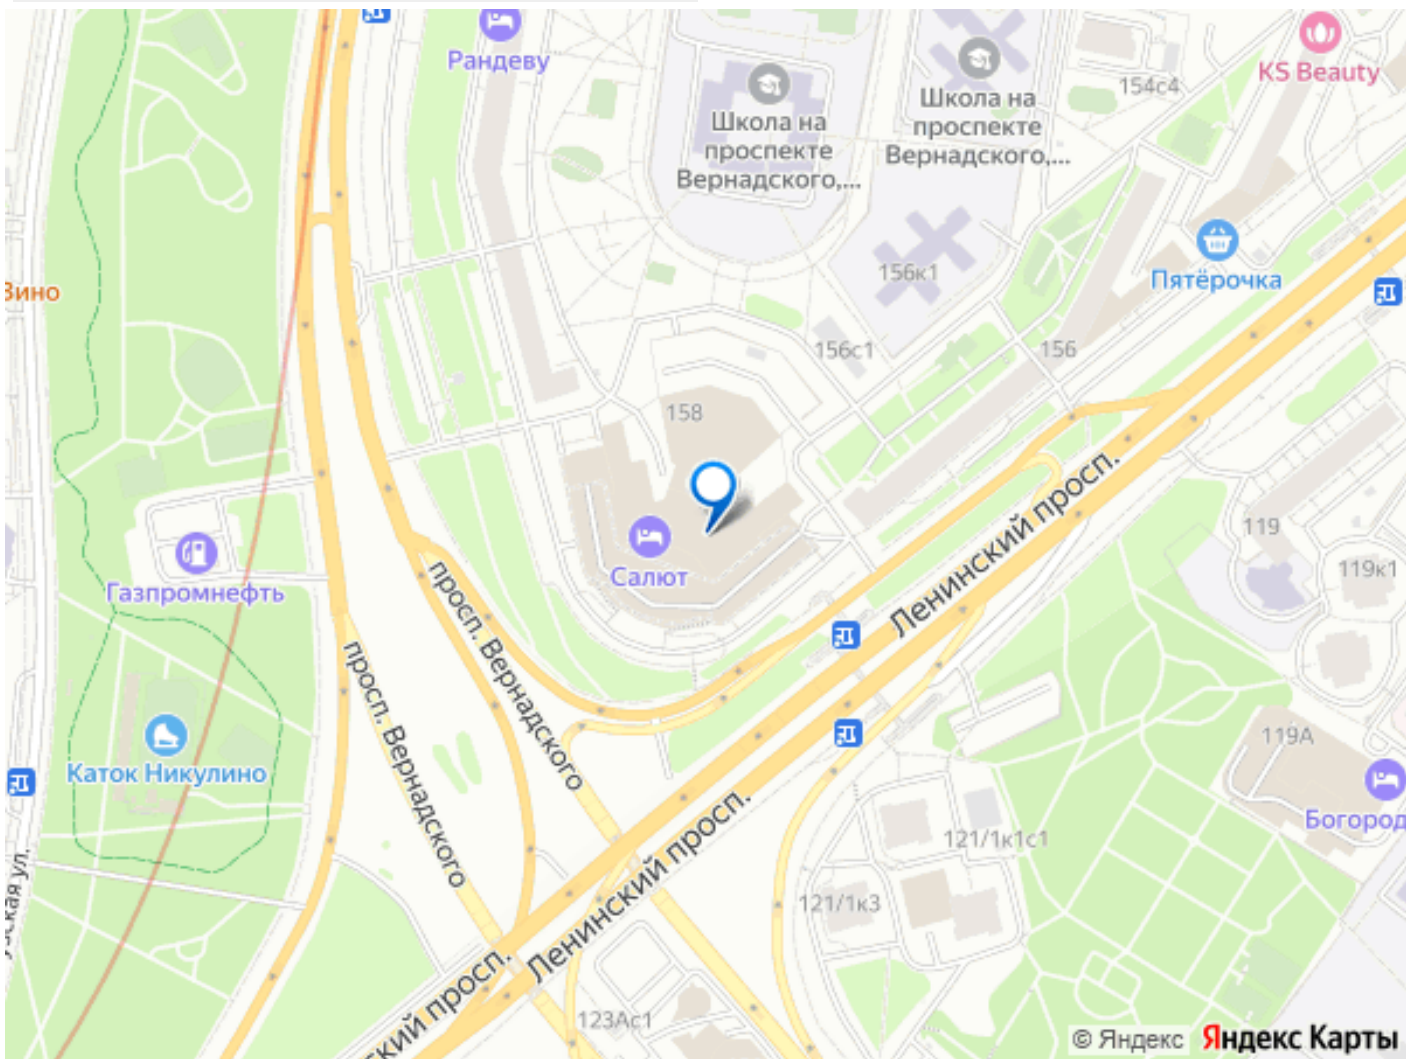 Рандеву
Школа на
проспекте
Вернадского,...
Школа на
проспекте
Вернадского,...
154с4
KS Beauty
156к1
Пятёрочка
Вино
156с1
156
158
Салют
Ленинский просп.
119
119к1
Газпромнефть
просп. Вернадского
просп. Вернадского
119А
Каток Никулино
Богород
Ленинский просп.
121/1к1с1
121/1к3
ский просп.
123Ас1
© Яндекс Яндекс Карты